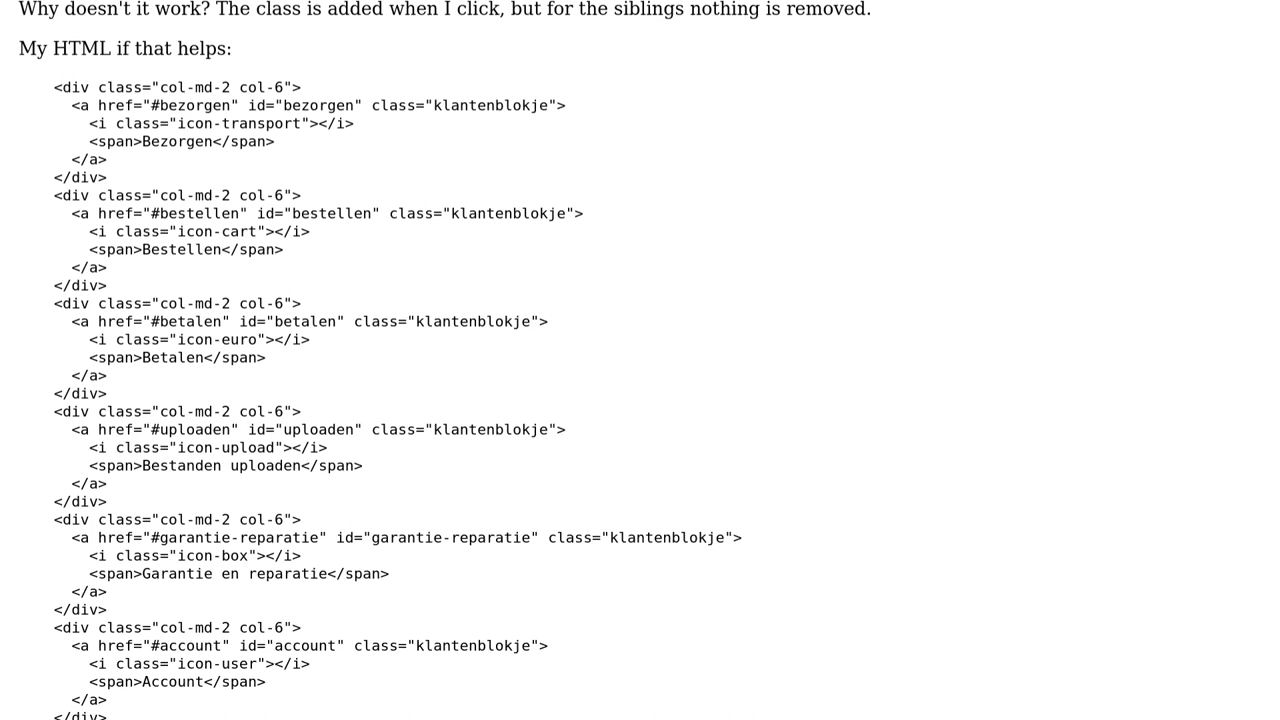 Why doesn't it work? The class is added when I click, but for the siblings nothing is removed.
My HTML if that helps:
<div class="col-md-2 col-6">
  <a href="#bezorgen" id="bezorgen" class="klantenblokje">
    <i class="icon-transport"></i>
    <span>Bezorgen</span>
  </a>
</div>
<div class="col-md-2 col-6">
  <a href="#bestellen" id="bestellen" class="klantenblokje">
    <i class="icon-cart"></i>
    <span>Bestellen</span>
  </a>
</div>
<div class="col-md-2 col-6">
  <a href="#betalen" id="betalen" class="klantenblokje">
    <i class="icon-euro"></i>
    <span>Betalen</span>
  </a>
</div>
<div class="col-md-2 col-6">
  <a href="#uploaden" id="uploaden" class="klantenblokje">
    <i class="icon-upload"></i>
    <span>Bestanden uploaden</span>
  </a>
</div>
<div class="col-md-2 col-6">
  <a href="#garantie-reparatie" id="garantie-reparatie" class="klantenblokje">
    <i class="icon-box"></i>
    <span>Garantie en reparatie</span>
  </a>
</div>
<div class="col-md-2 col-6">
  <a href="#account" id="account" class="klantenblokje">
    <i class="icon-user"></i>
    <span>Account</span>
  </a>
</div>